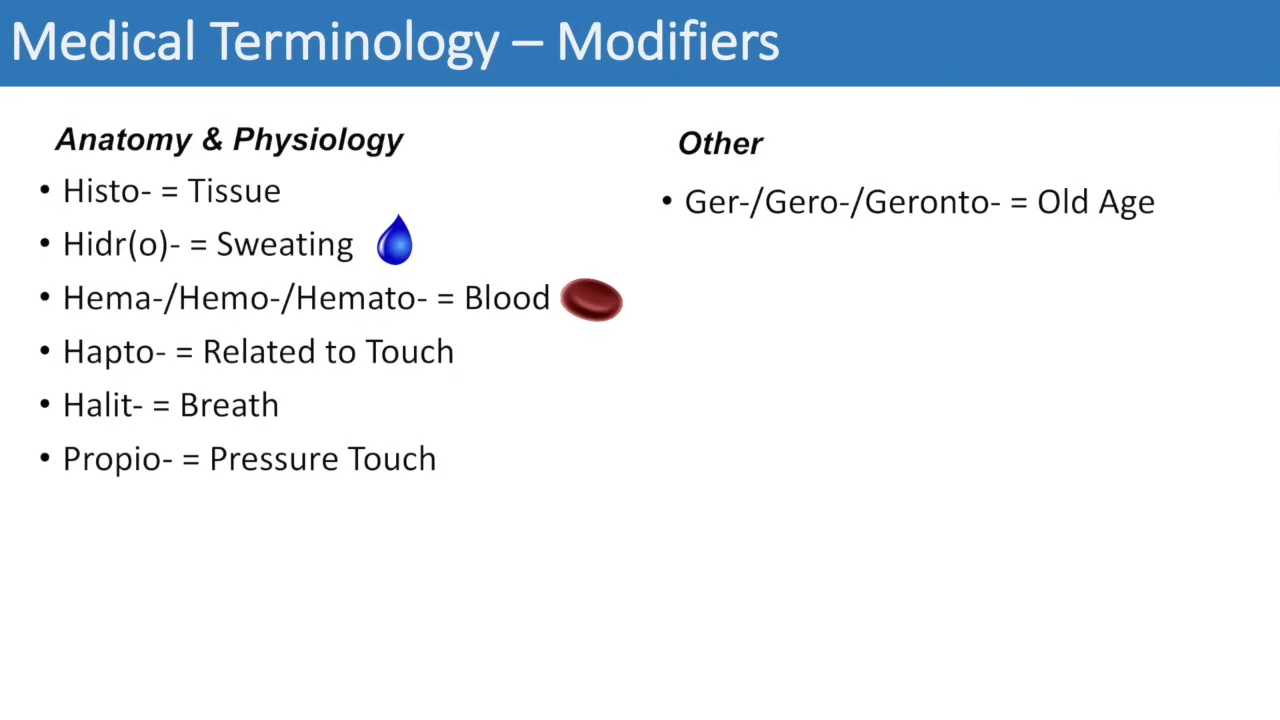 Medical Terminology – Modifiers
Anatomy & Physiology
• Histo- = Tissue
• Hidr(o)- = Sweating
• Hema-/Hemo-/Hemato- = Blood
• Hapto- = Related to Touch
• Halit- = Breath
• Propio- = Pressure Touch
Other
• Ger-/Gero-/Geronto- = Old Age